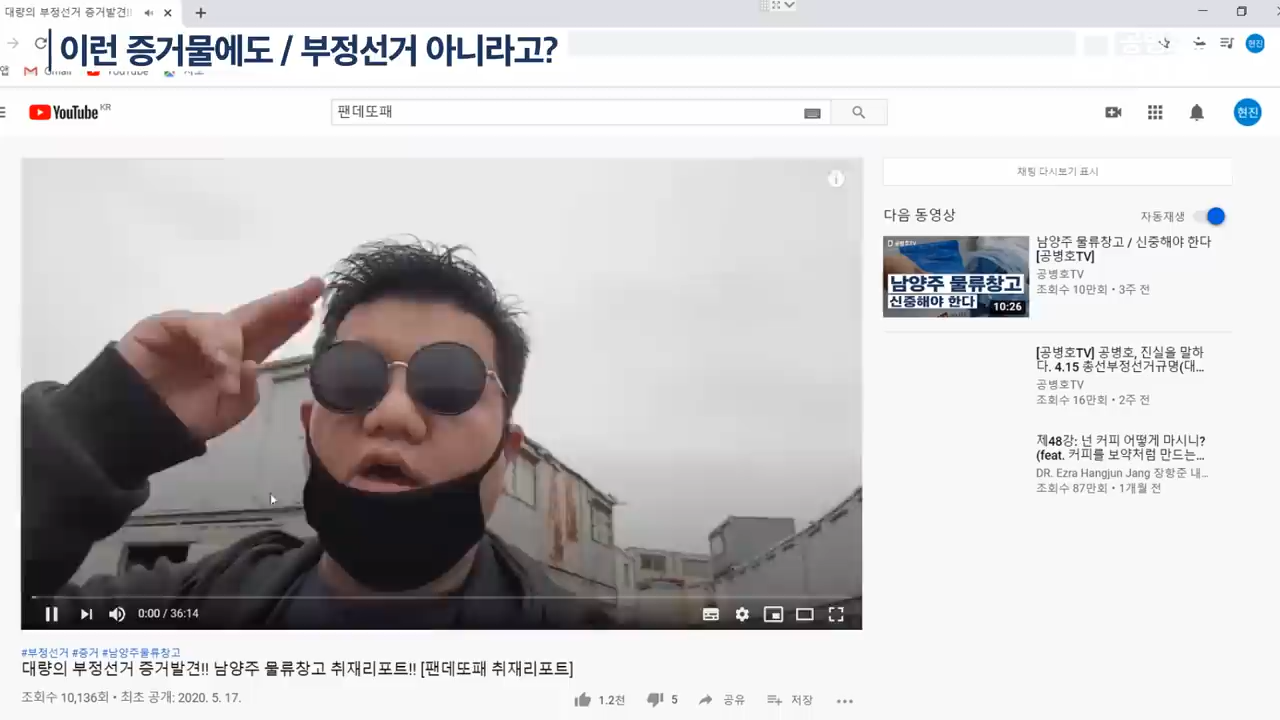 대량의 부정선거 증거발견!!
이런 증거물에도 / 부정선거 아니라고?
Gmail
YouTube
지도
현진
YouTube KR
팬데또패
현진
채팅 다시보기 표시
다음 동영상
자동재생
공병호TV
남양주 물류창고
신중해야 한다
10:26
남양주 물류창고 / 신중해야 한다
[공병호TV]
공병호TV
조회수 10만회 • 3주 전
[공병호TV] 공병호, 진실을 말하
다. 4.15 총선부정선거규명(대...
공병호TV
조회수 16만회 • 2주 전
제48강: 넌 커피 어떻게 마시니?
(feat. 커피를 보약처럼 만드는...
DR. Ezra Hangjun Jang 장항준 내...
조회수 87만회 • 1개월 전
0:00 / 36:14
#부정선거 #증거 #남양주물류창고
대량의 부정선거 증거발견!! 남양주 물류창고 취재리포트!! [팬데또패 취재리포트]
조회수 10,136회 • 최초 공개: 2020. 5. 17.
1.2천
5
공유
저장